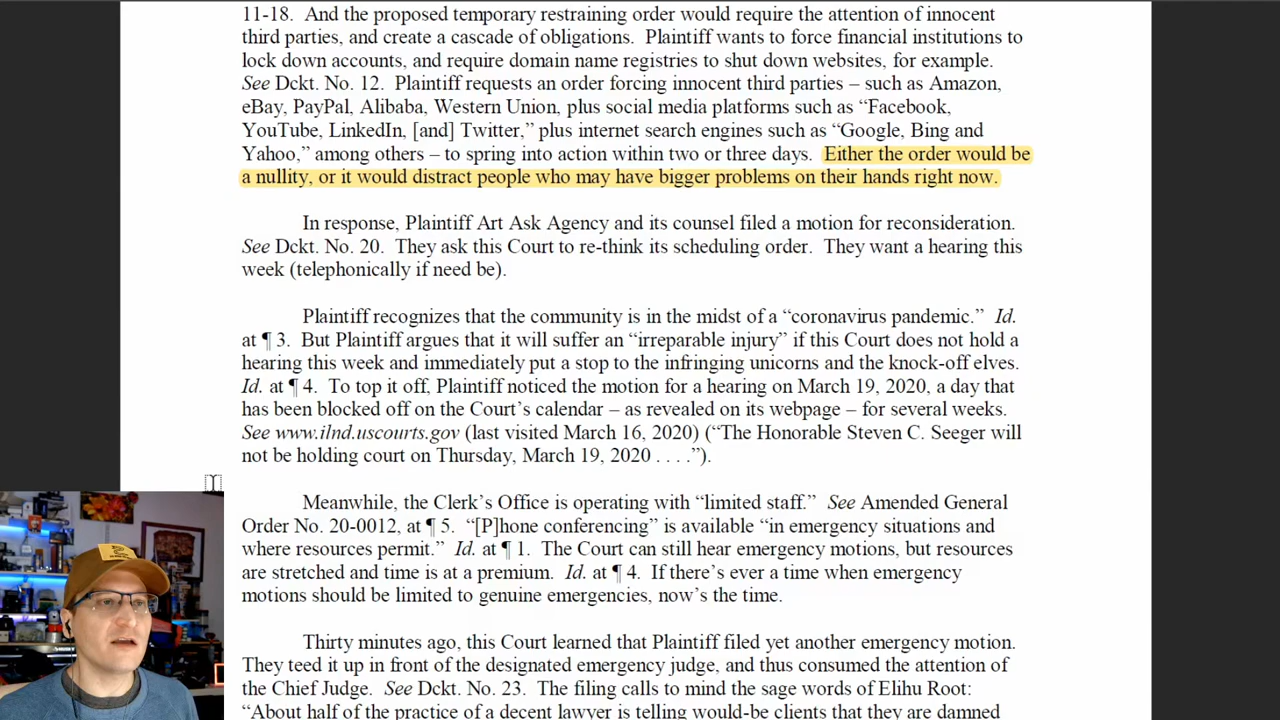 11-18.  And the proposed temporary restraining order would require the attention of innocent
third parties, and create a cascade of obligations.  Plaintiff wants to force financial institutions to
lock down accounts, and require domain name registries to shut down websites, for example.
See Dckt. No. 12.  Plaintiff requests an order forcing innocent third parties – such as Amazon,
eBay, PayPal, Alibaba, Western Union, plus social media platforms such as “Facebook,
YouTube, LinkedIn, [and] Twitter,” plus internet search engines such as “Google, Bing and
Yahoo,” among others – to spring into action within two or three days.  Either the order would be
a nullity, or it would distract people who may have bigger problems on their hands right now.
In response, Plaintiff Art Ask Agency and its counsel filed a motion for reconsideration.
See Dckt. No. 20.  They ask this Court to re-think its scheduling order.  They want a hearing this
week (telephonically if need be).
Plaintiff recognizes that the community is in the midst of a “coronavirus pandemic.”  Id.
at ¶ 3.  But Plaintiff argues that it will suffer an “irreparable injury” if this Court does not hold a
hearing this week and immediately put a stop to the infringing unicorns and the knock-off elves.
Id. at ¶ 4.  To top it off, Plaintiff noticed the motion for a hearing on March 19, 2020, a day that
has been blocked off on the Court’s calendar – as revealed on its webpage – for several weeks.
See www.ilnd.uscourts.gov (last visited March 16, 2020) (“The Honorable Steven C. Seeger will
not be holding court on Thursday, March 19, 2020 . . . .”).
Meanwhile, the Clerk’s Office is operating with “limited staff.”  See Amended General
Order No. 20-0012, at ¶ 5.  “[P]hone conferencing” is available “in emergency situations and
where resources permit.”  Id. at ¶ 1.  The Court can still hear emergency motions, but resources
are stretched and time is at a premium.  Id. at ¶ 4.  If there’s ever a time when emergency
motions should be limited to genuine emergencies, now’s the time.
Thirty minutes ago, this Court learned that Plaintiff filed yet another emergency motion.
They teed it up in front of the designated emergency judge, and thus consumed the attention of
the Chief Judge.  See Dckt. No. 23.  The filing calls to mind the sage words of Elihu Root:
“About half of the practice of a decent lawyer is telling would-be clients that they are damned